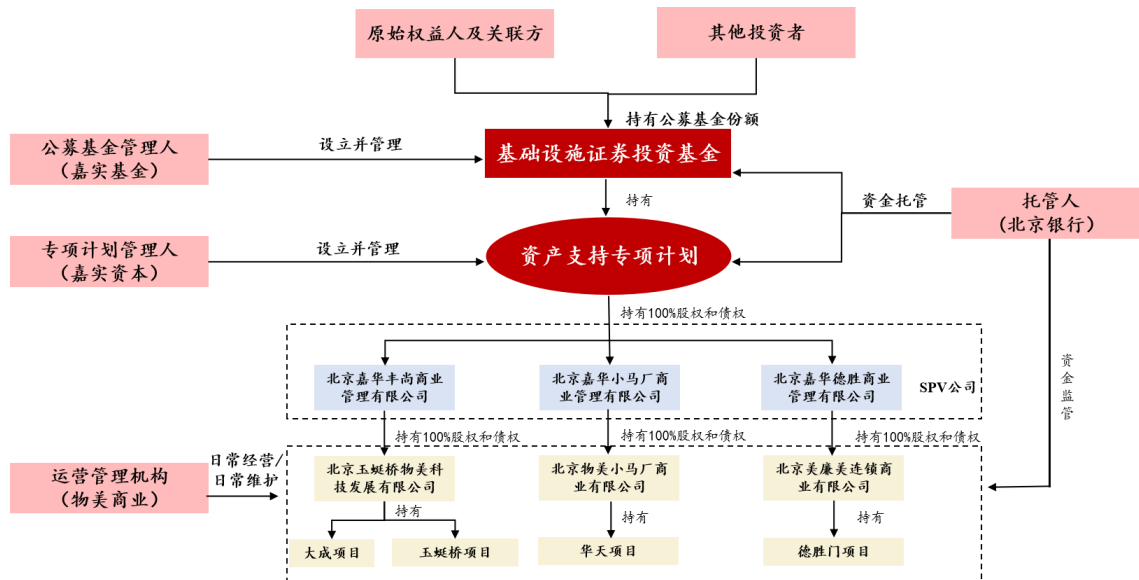 原始权益人及关联方
其他投资者
持有公募基金份额
公募基金管理人
(嘉实基金)
设立并管理
基础设施证券投资基金
持有
资金托管
托管人
(北京银行)
专项计划管理人
(嘉实资本)
设立并管理
资产支持专项计划
持有100%股权和债权
北京嘉华丰尚商业
管理有限公司
北京嘉华小马厂商
业管理有限公司
北京嘉华德胜商业
管理有限公司
SPV公司
资金监管
持有100%股权和债权
持有100%股权和债权
持有100%股权和债权
运营管理机构
(物美商业)
日常经营/
日常维护
北京玉蜓桥物美科
技发展有限公司
北京物美小马厂商
业有限公司
北京美廉美连锁商
业有限公司
持有
持有
持有
大成项目
玉蜓桥项目
华天项目
德胜门项目